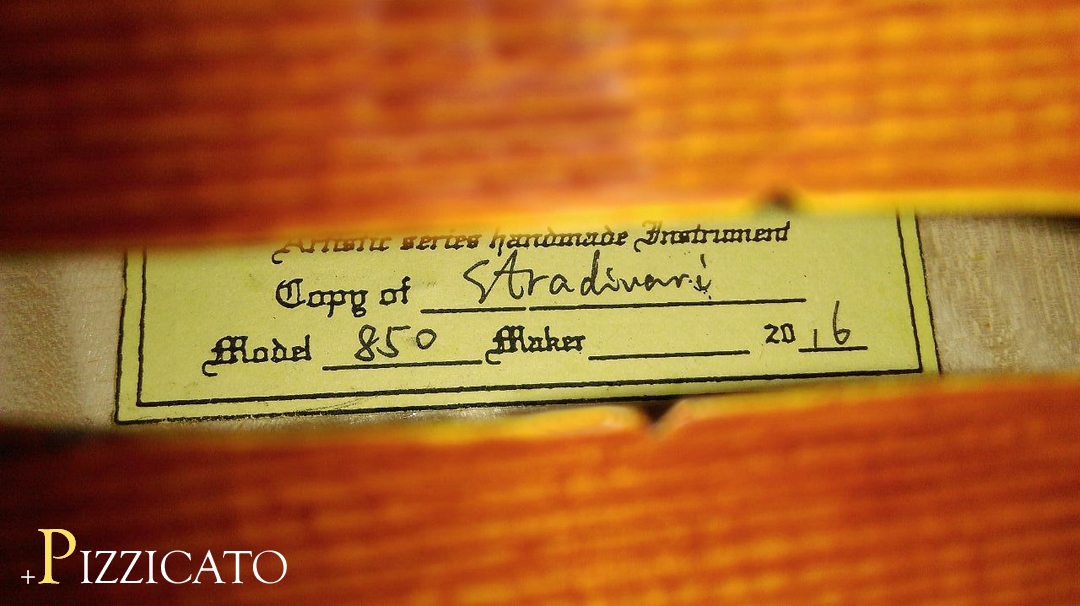 Artistic series handmade Instrument
Copy of Stradivari
Model 850 Maker 2016
+PIZZICATO